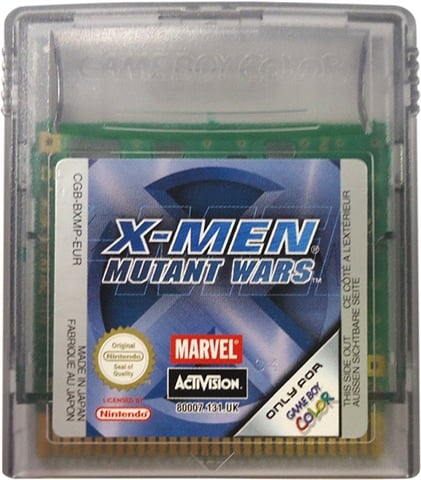 GAME BOY COLOR
CGB-BXMP-EUR
X-MEN®
MUTANT WARS™
Original
Nintendo
Seal of
Quality
LICENSED BY
Nintendo
MARVEL
ACTIVISION.
80007.131.UK
ONLY FOR
GAME BOY
COLOR
MADE IN JAPAN
FABRIQUÉ AU JAPON
THIS SIDE OUT CE CÔTÉ À L'EXTÉRIEUR
AUSSEN SICHTBARE SEITE